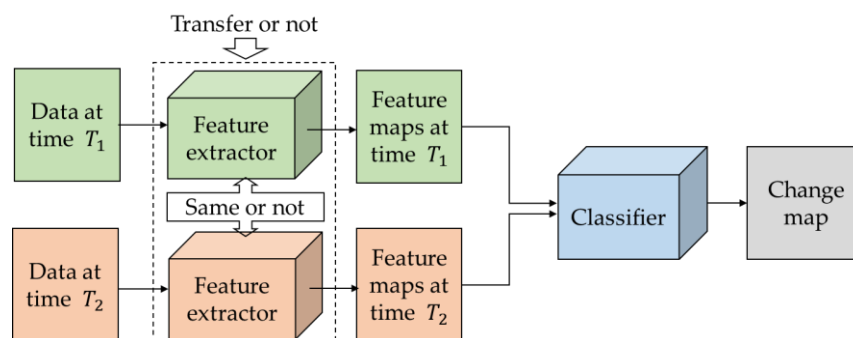 Transfer or not
Data at
time T₁
Feature
extractor
Feature
maps at
time T₁
Same or not
Classifier
Change
map
Data at
time T₂
Feature
extractor
Feature
maps at
time T₂